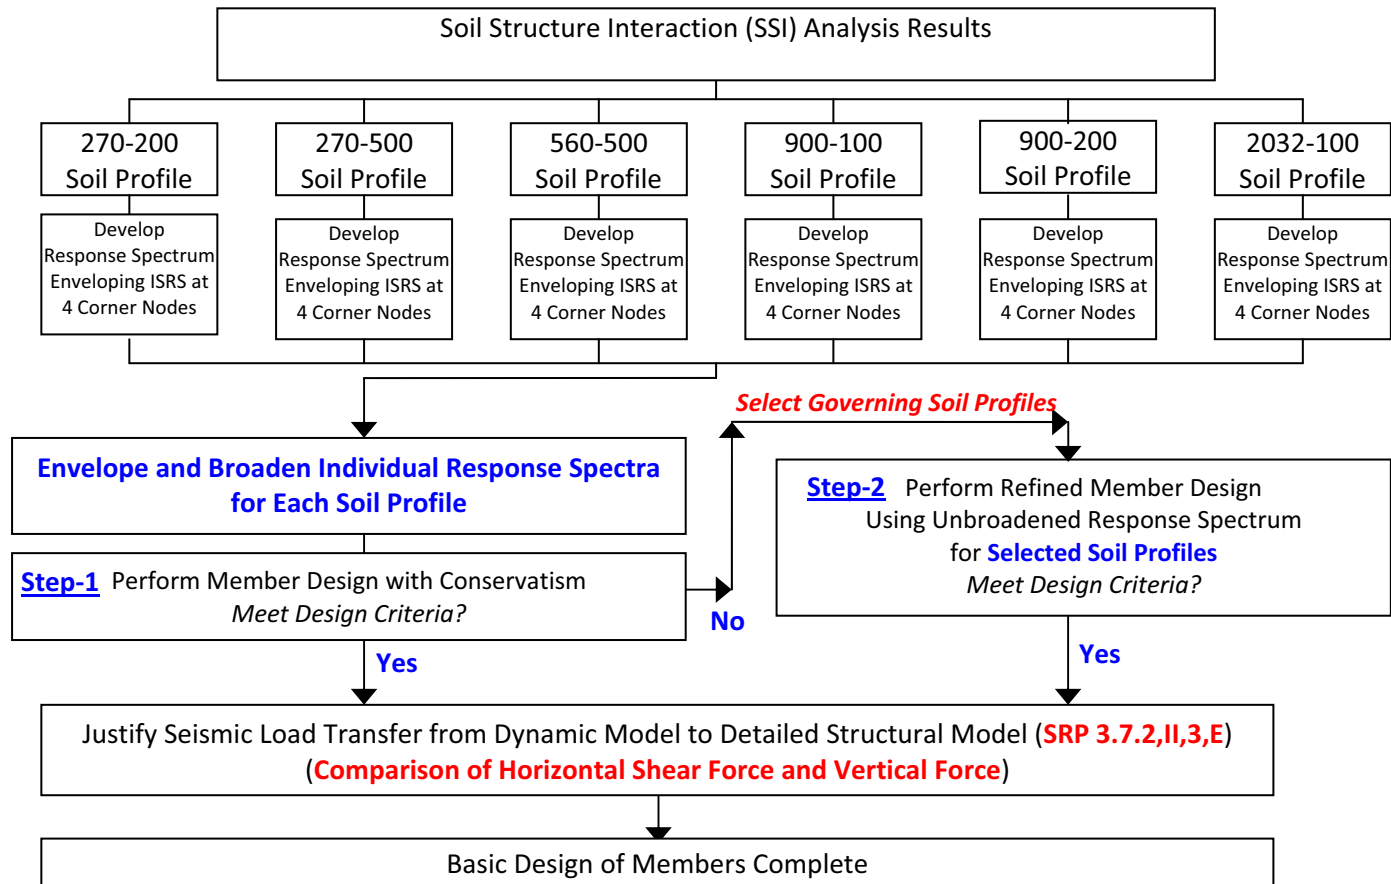 Soil Structure Interaction (SSI) Analysis Results
270-200
Soil Profile
270-500
Soil Profile
560-500
Soil Profile
900-100
Soil Profile
900-200
Soil Profile
2032-100
Soil Profile
Develop
Response Spectrum
Enveloping ISRS at
4 Corner Nodes
Develop
Response Spectrum
Enveloping ISRS at
4 Corner Nodes
Develop
Response Spectrum
Enveloping ISRS at
4 Corner Nodes
Develop
Response Spectrum
Enveloping ISRS at
4 Corner Nodes
Develop
Response Spectrum
Enveloping ISRS at
4 Corner Nodes
Develop
Response Spectrum
Enveloping ISRS at
4 Corner Nodes
Select Governing Soil Profiles
Envelope and Broaden Individual Response Spectra
for Each Soil Profile
Step-1 Perform Member Design with Conservatism
Meet Design Criteria?
No
Yes
Step-2 Perform Refined Member Design
Using Unbroadened Response Spectrum
for Selected Soil Profiles
Meet Design Criteria?
Yes
Justify Seismic Load Transfer from Dynamic Model to Detailed Structural Model (SRP 3.7.2,II,3,E)
(Comparison of Horizontal Shear Force and Vertical Force)
Basic Design of Members Complete